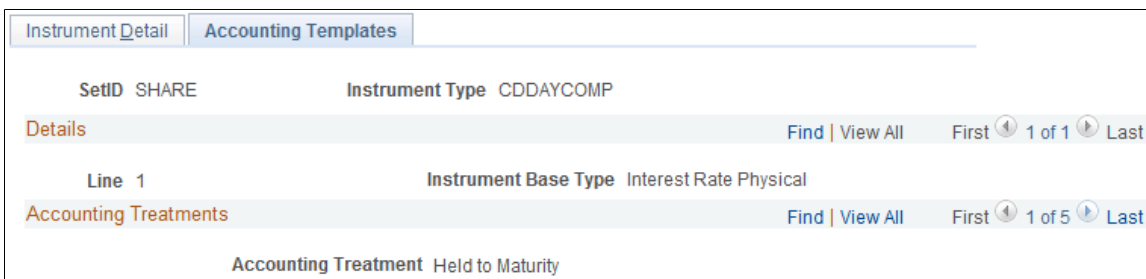 Instrument Detail Accounting Templates
SetID SHARE Instrument Type CDDAYCOMP
Details Find | View All First 1 of 1 Last
Line 1 Instrument Base Type Interest Rate Physical
Accounting Treatments Find | View All First 1 of 5 Last
Accounting Treatment Held to Maturity